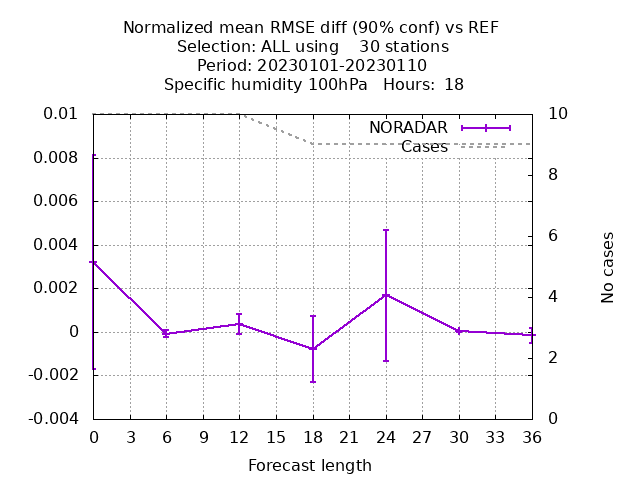 Normalized mean RMSE diff (90% conf) vs REF
Selection: ALL using    30 stations
Period: 20230101-20230110
Specific humidity 100hPa   Hours:  18
NORADAR
Cases
0.01
0.008
0.006
0.004
0.002
0
-0.002
-0.004
10
8
6
4
2
0
No cases
0 3 6 9 12 15 18 21 24 27 30 33 36
Forecast length